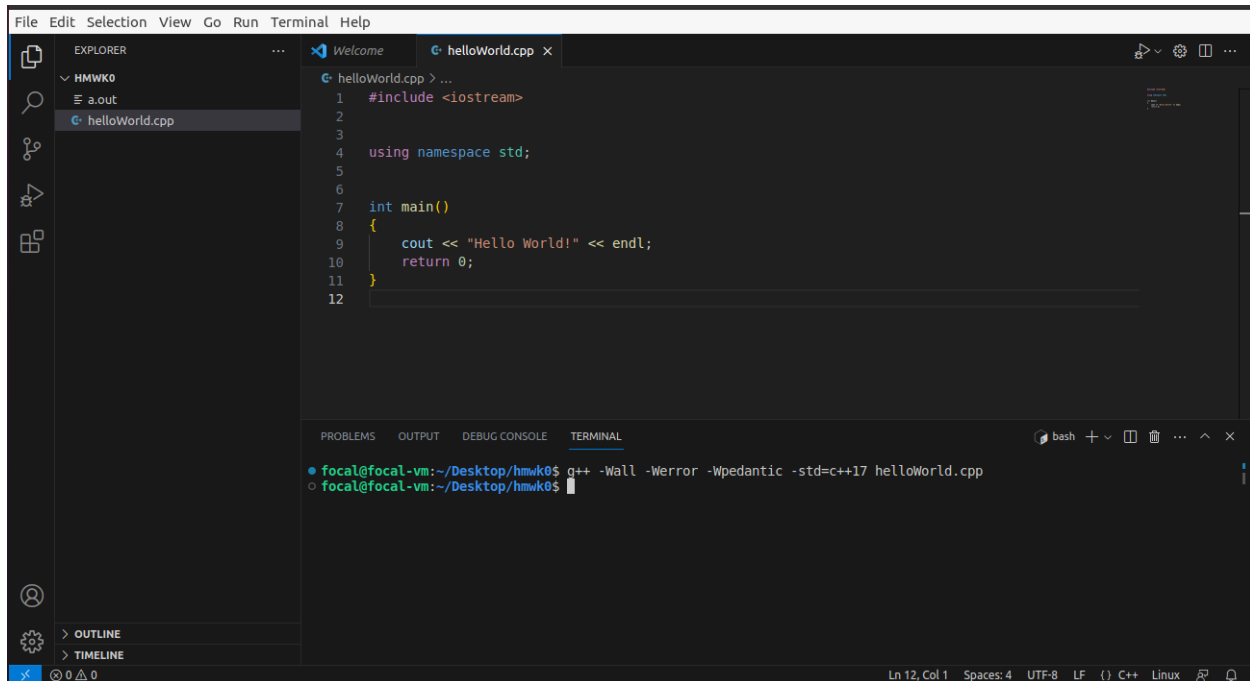 File Edit Selection View Go Run Terminal Help
EXPLORER ...
Welcome
helloWorld.cpp
HMWK0
a.out
helloWorld.cpp
helloWorld.cpp > ...
1 #include <iostream>
2
3
4 using namespace std;
5
6
7 int main()
8 {
9     cout << "Hello World!" << endl;
10     return 0;
11 }
12
PROBLEMS OUTPUT DEBUG CONSOLE TERMINAL
bash
focal@focal-vm:~/Desktop/hmwk0$ g++ -Wall -Werror -Wpedantic -std=c++17 helloWorld.cpp
focal@focal-vm:~/Desktop/hmwk0$
OUTLINE
TIMELINE
0 0 Ln 12, Col 1 Spaces: 4 UTF-8 LF {} C++ Linux